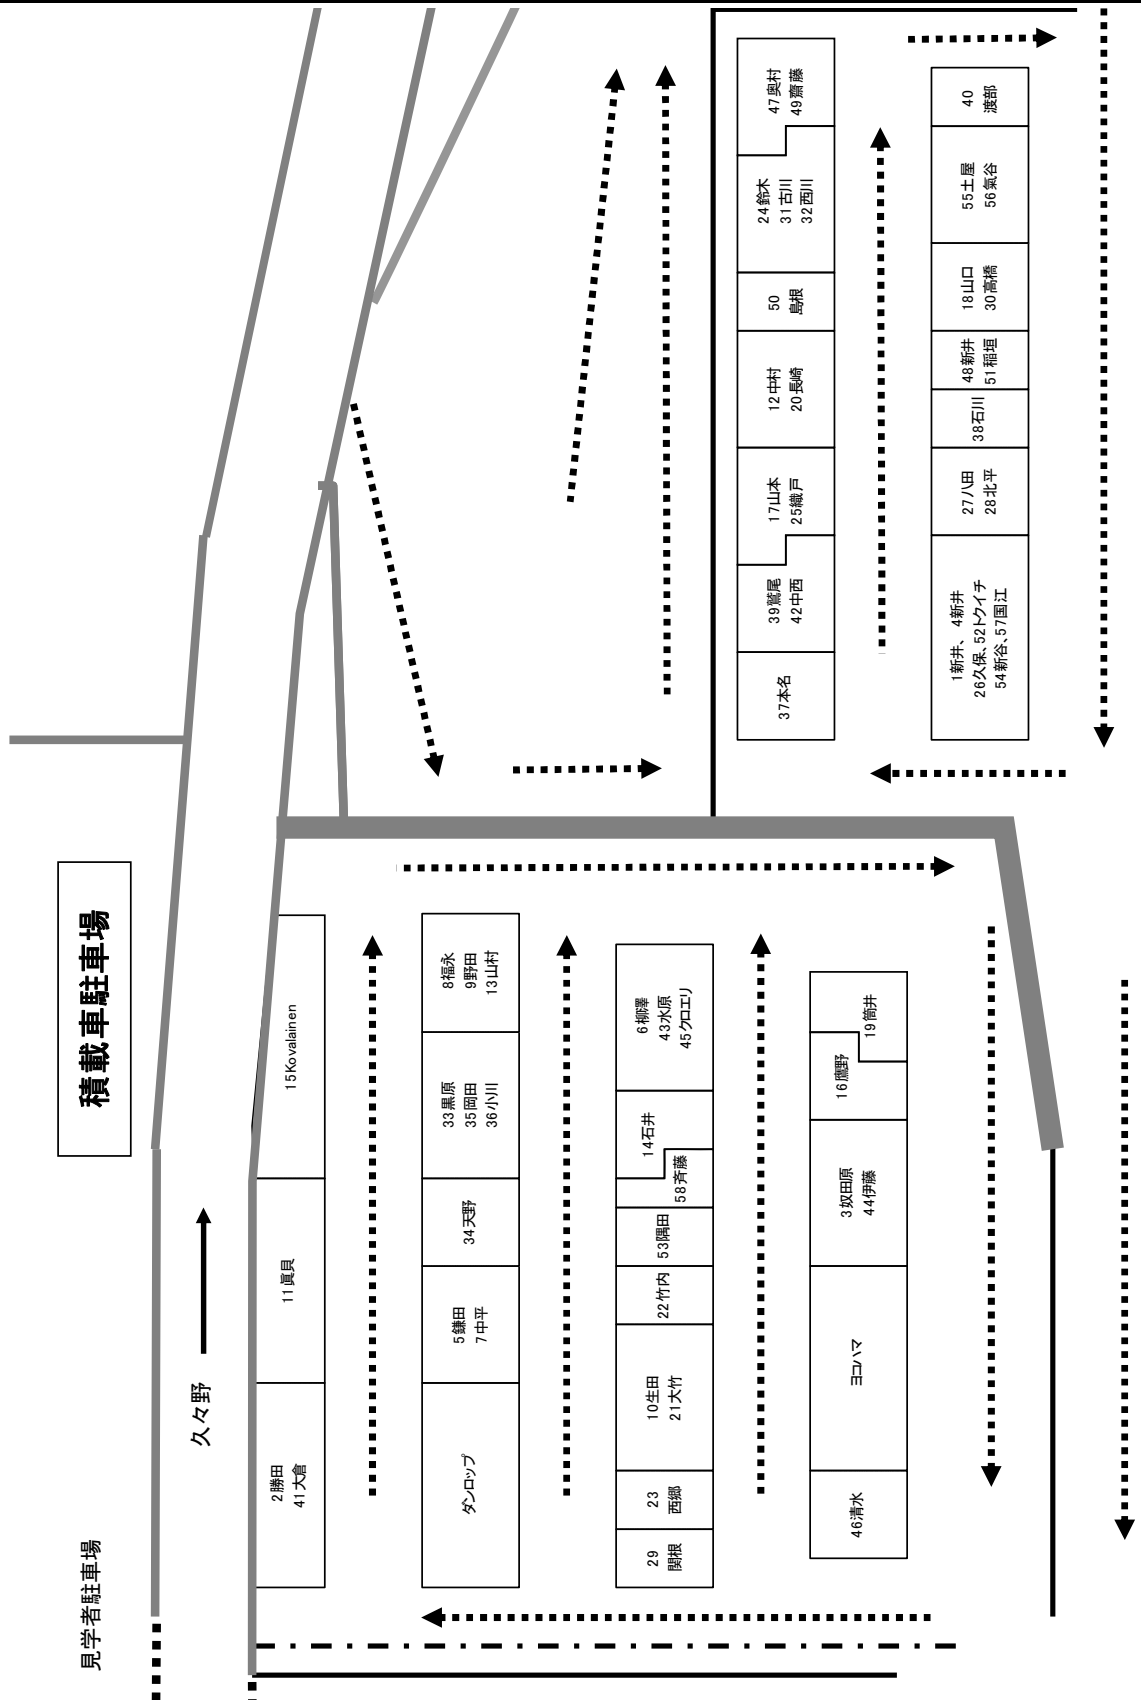 47奥村
49齋藤
24鈴木
31古川
32西川
50
島根
12中村
20長崎
17山本
25織戸
39鷲尾
42中西
37本名
40
渡部
55土屋
56氣谷
18山口
30高橋
48新井
51稲垣
38石川
27八田
28北平
1新井、 4新井
26久保、52トクイチ
54新谷、57国江
積載車駐車場
久々野
見学者駐車場
15Kovalainen
11眞貝
2勝田
41大倉
8福永
9野田
13山村
33黒原
35岡田
36小川
34天野
5鎌田
7中平
ダンロップ
6柳澤
43水原
45クロエリ
14石井
58斉藤
53隅田
22竹内
10生田
21大竹
23
西郷
29
関根
19筒井
16鷹野
3奴田原
44伊藤
ヨコハマ
46清水